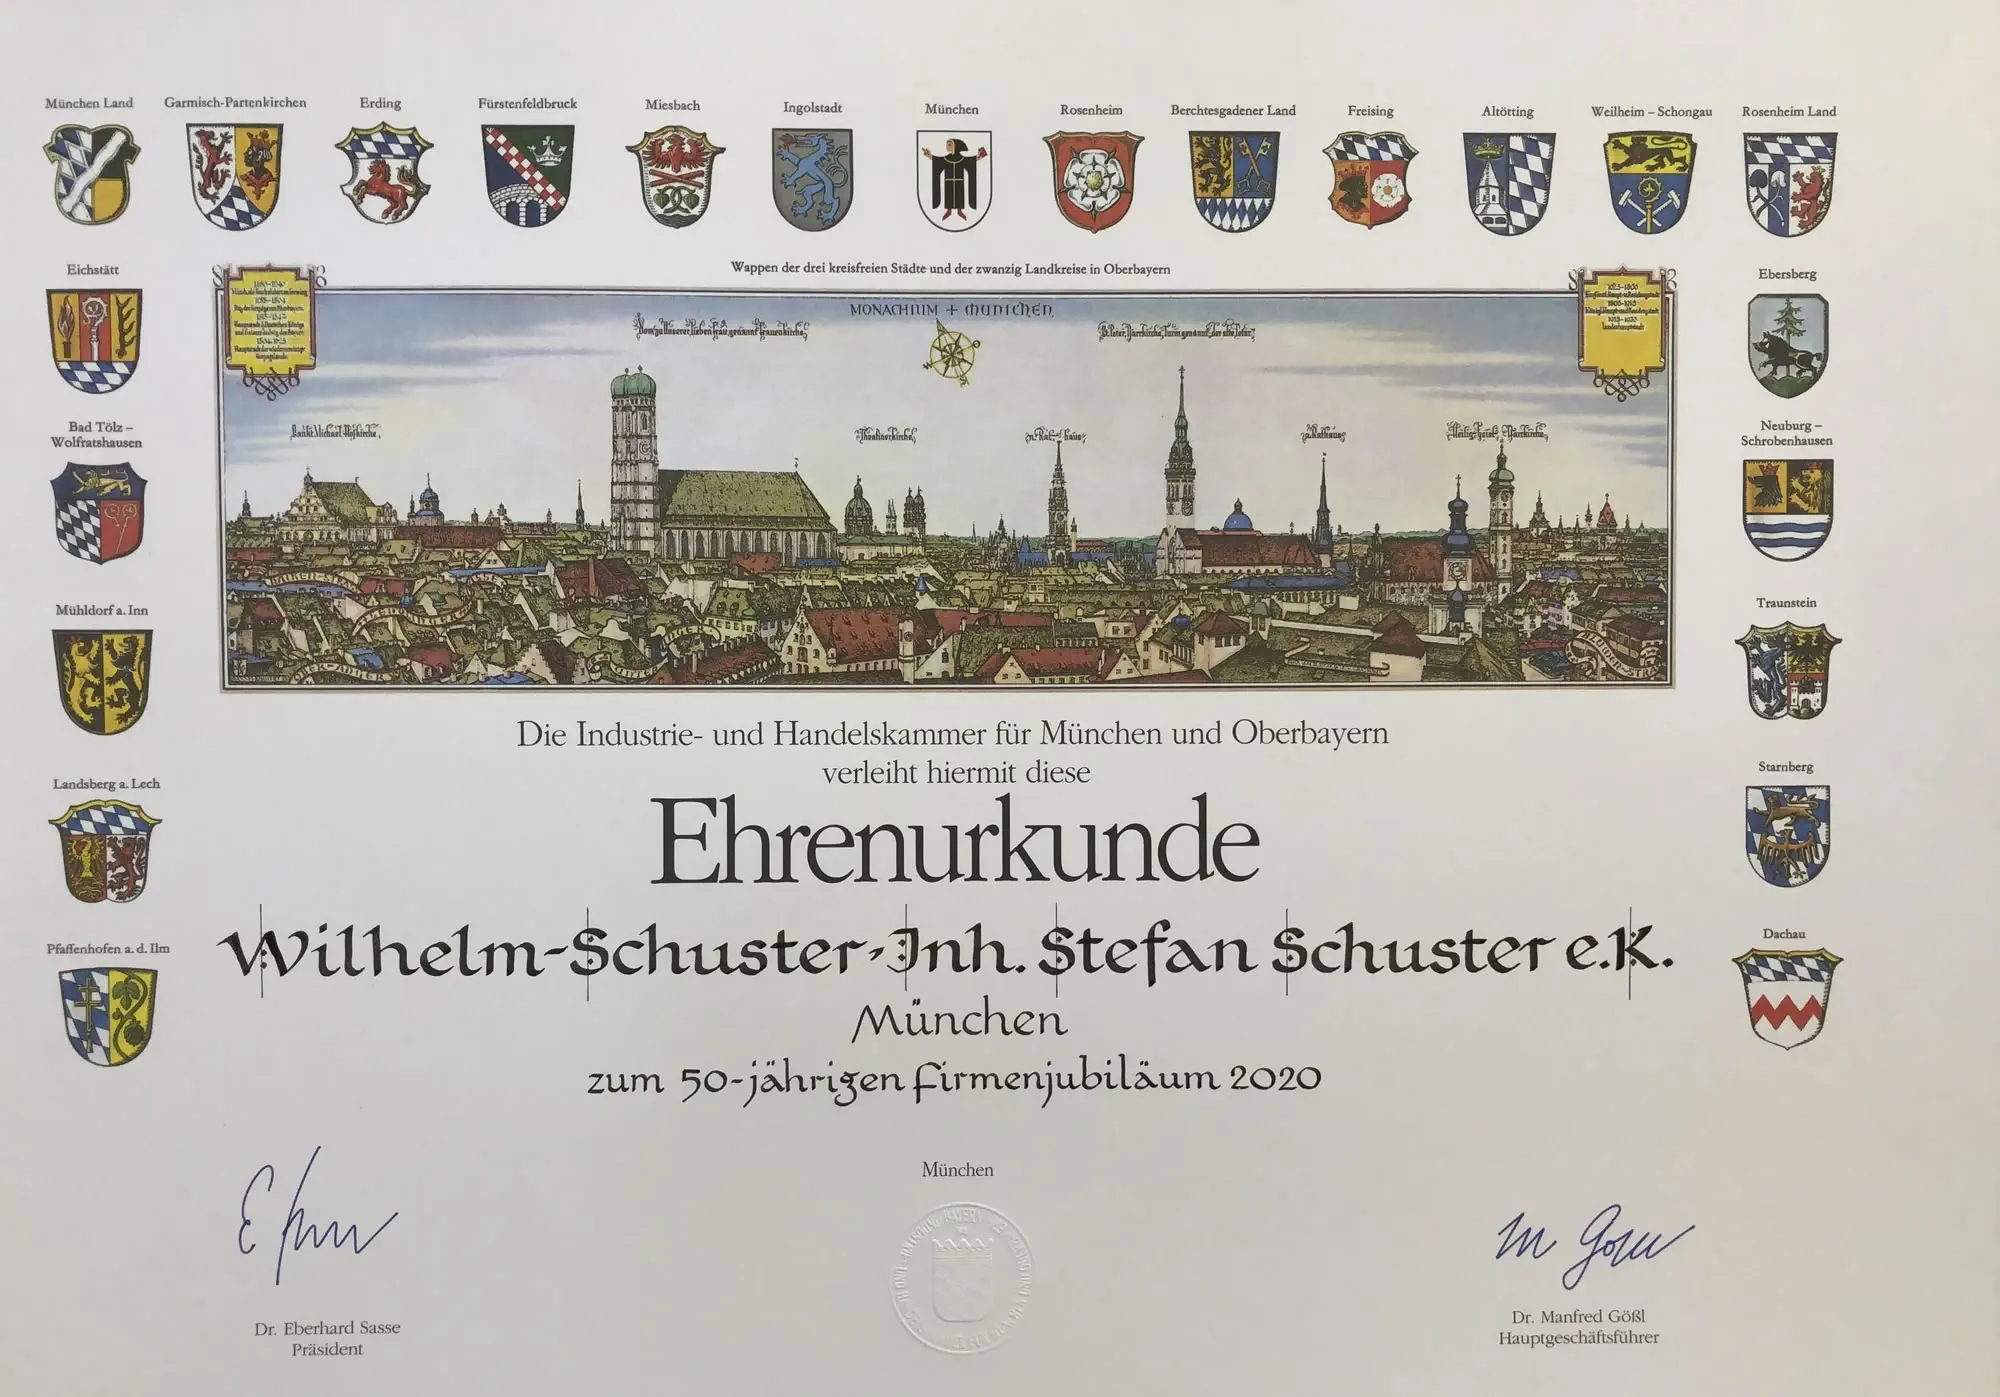 München Land
Garmisch-Partenkirchen
Erding
Fürstenfeldbruck
Miesbach
Ingolstadt
München
Rosenheim
Berchtesgadener Land
Freising
Altötting
Weilheim – Schongau
Rosenheim Land
Eichstätt
Wappen der drei kreisfreien Städte und der zwanzig Landkreise in Oberbayern
Ebersberg
MONACHIUM + MUNICHEN
Bad Tölz –
Wolfratshausen
Neuburg –
Schrobenhausen
Mühldorf a. Inn
Traunstein
Die Industrie- und Handelskammer für München und Oberbayern
verleiht hiermit diese
Ehrenurkunde
Landsberg a. Lech
Starnberg
Wilhelm-Schuster-Inh. Stefan Schuster e.K.
Pfaffenhofen a. d. Ilm
Dachau
München
zum 50-jährigen Firmenjubiläum 2020
München
Dr. Eberhard Sasse
Präsident
Dr. Manfred Gößl
Hauptgeschäftsführer